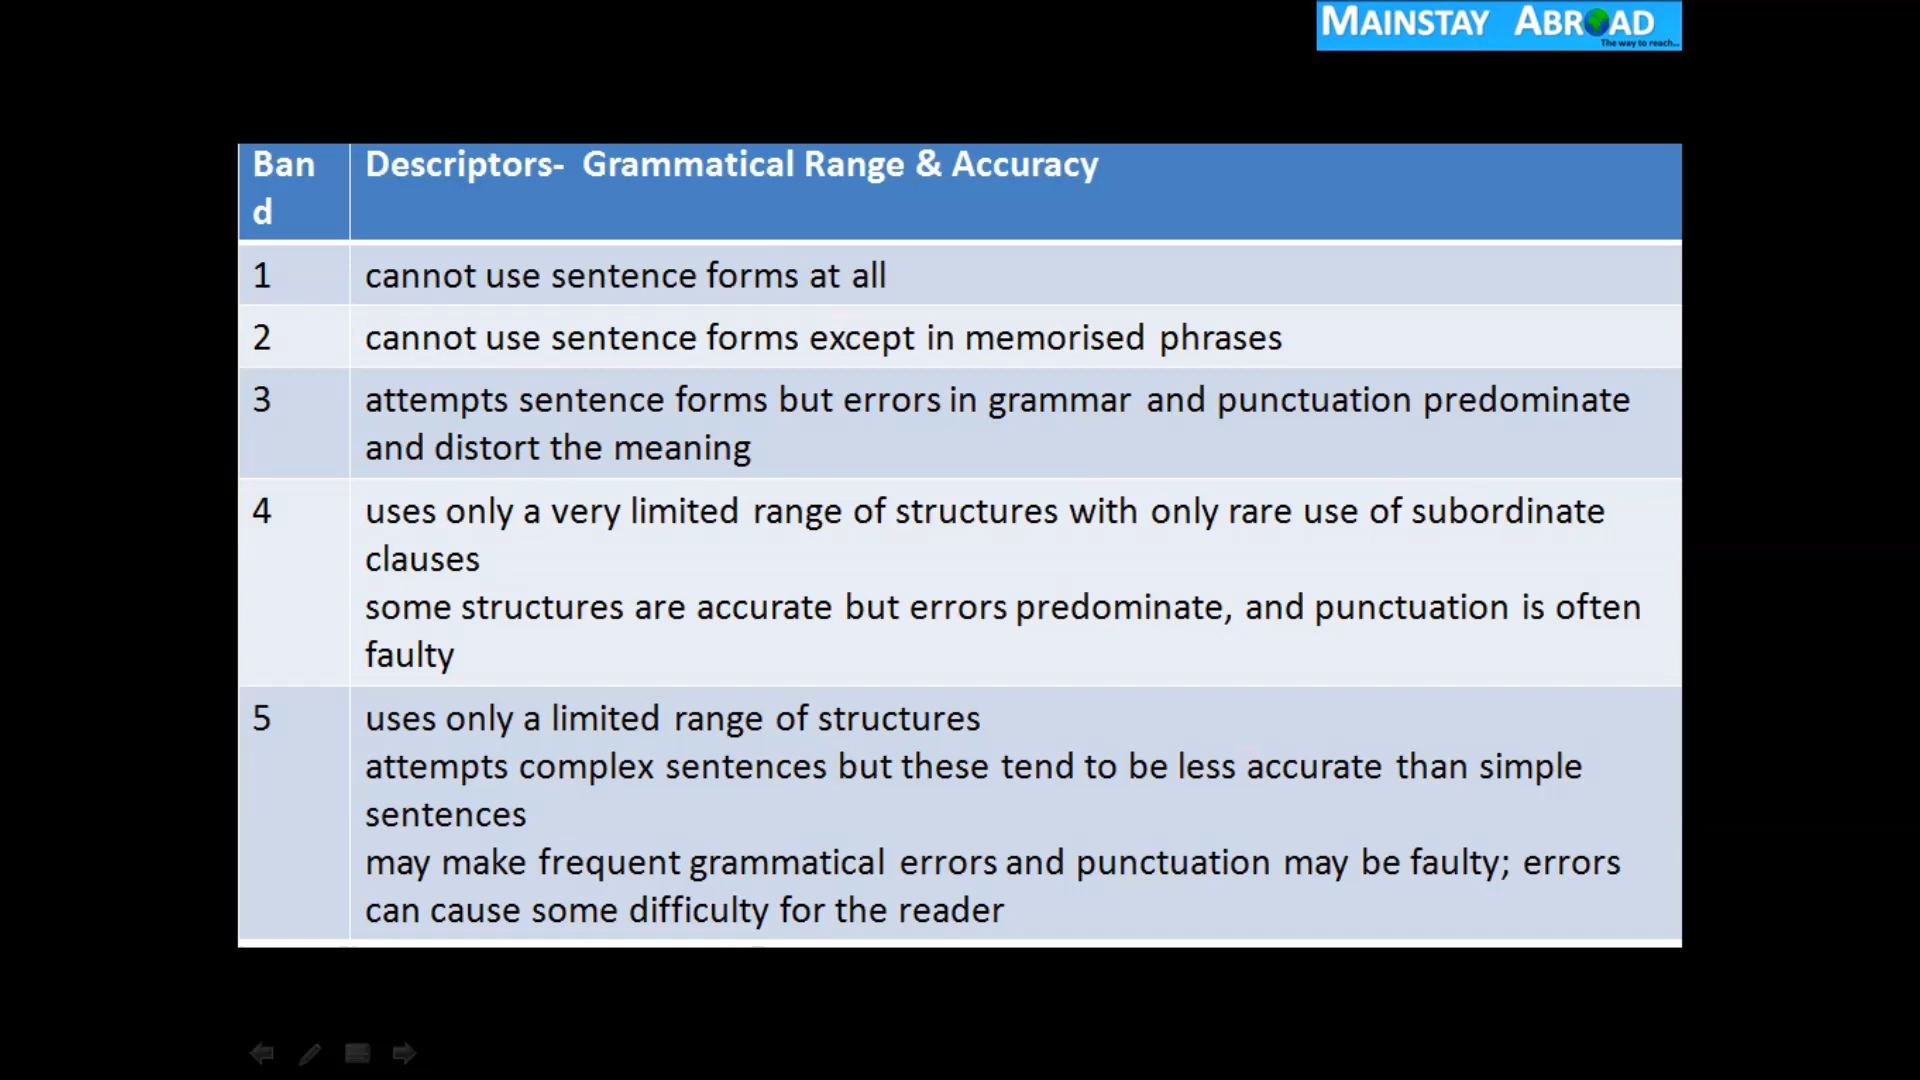 MAINSTAY ABROAD
The way to reach...
Ban
d
Descriptors- Grammatical Range & Accuracy
1
cannot use sentence forms at all
2
cannot use sentence forms except in memorised phrases
3
attempts sentence forms but errors in grammar and punctuation predominate
and distort the meaning
4
uses only a very limited range of structures with only rare use of subordinate
clauses
some structures are accurate but errors predominate, and punctuation is often
faulty
5
uses only a limited range of structures
attempts complex sentences but these tend to be less accurate than simple
sentences
may make frequent grammatical errors and punctuation may be faulty; errors
can cause some difficulty for the reader